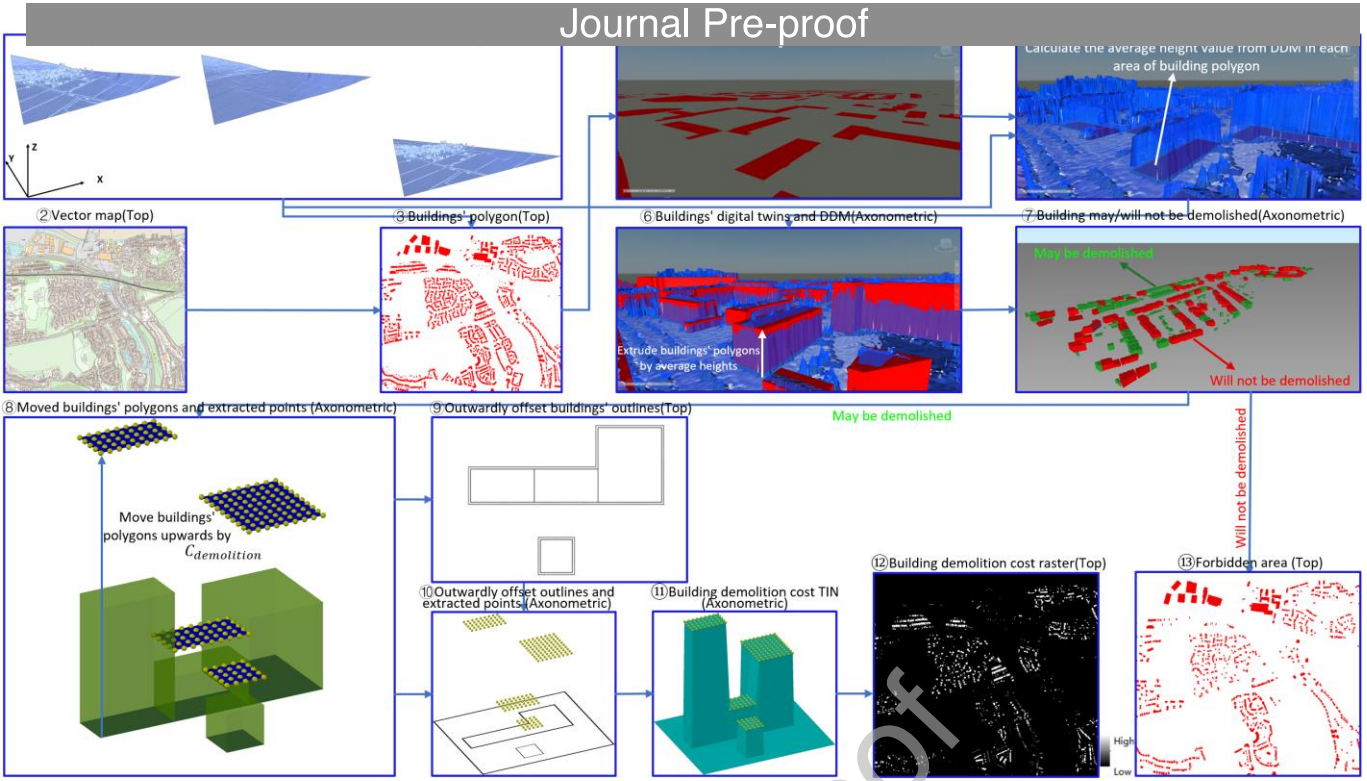 Journal Pre-proof
Calculate the average height value from DDM in each
area of building polygon
Z
Y
X
②Vector map(Top)
③Buildings' polygon(Top)
⑥Buildings' digital twins and DDM(Axonometric)
⑦Building may/will not be demolished(Axonometric)
May be demolished
Extrude buildings' polygons
by average heights
Will not be demolished
⑧Moved buildings' polygons and extracted points (Axonometric)
⑨Outwardly offset buildings' outlines(Top)
May be demolished
Will not be demolished
Move buildings'
polygons upwards by
C_demolition
⑩Outwardly offset outlines and
extracted points (Axonometric)
⑪Building demolition cost TIN
(Axonometric)
⑫Building demolition cost raster(Top)
⑬Forbidden area (Top)
High
Low
of